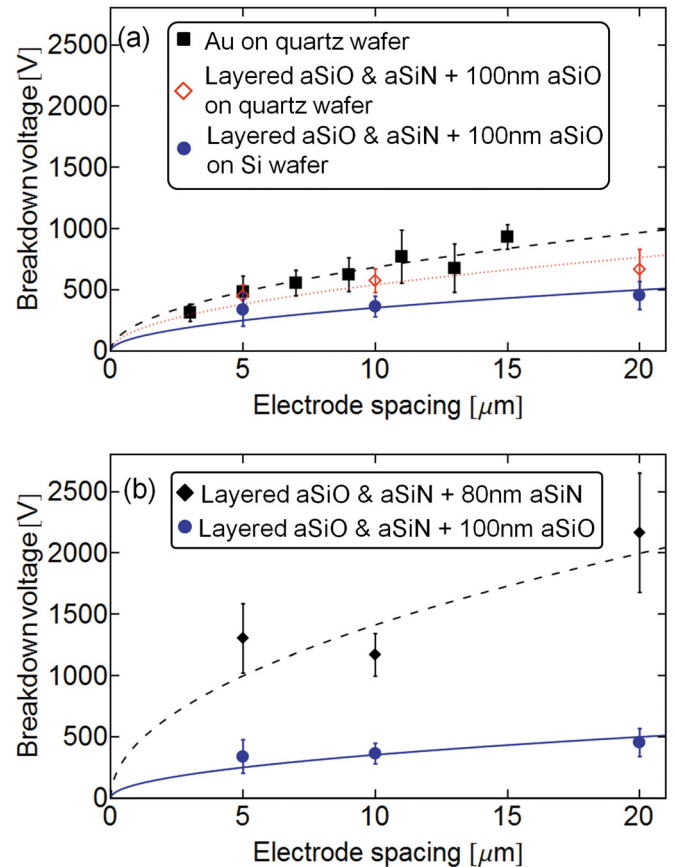 (a)
Breakdown voltage [V]
2500
2000
1500
1000
500
0
Au on quartz wafer
Layered aSiO & aSiN + 100nm aSiO
on quartz wafer
Layered aSiO & aSiN + 100nm aSiO
on Si wafer
0 5 10 15 20
Electrode spacing [μm]
(b)
Breakdown voltage [V]
2500
2000
1500
1000
500
0
Layered aSiO & aSiN + 80nm aSiN
Layered aSiO & aSiN + 100nm aSiO
0 5 10 15 20
Electrode spacing [μm]